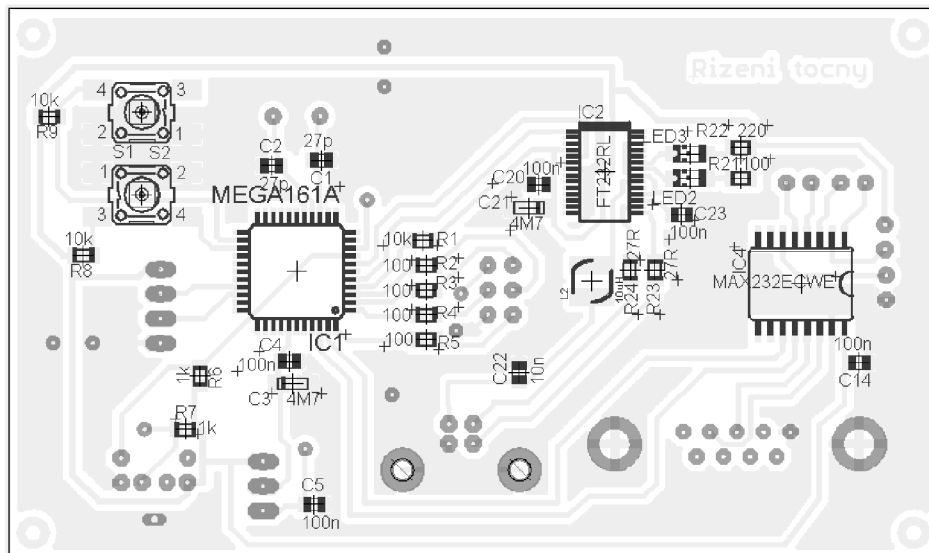 Rizeni tocny
4
3
10k
R9
2
1
S1
S2
1
2
3
4
10k
R8
C2
27p
27p
C1
MEGA161A
IC1
C4
100n
C3
4M7
1k
R6
R7
1k
C5
100n
10k
R1
100
R2
100
R3
100
R4
100
R5
IC2
FT232RL
C20
100n
C21
4M7
LED3
R22
220
R21
100
LED2
C23
100n
27R
R24
27R
R23
L2
10uH
C22
10n
IC4
MAX232ECWE
100n
C14